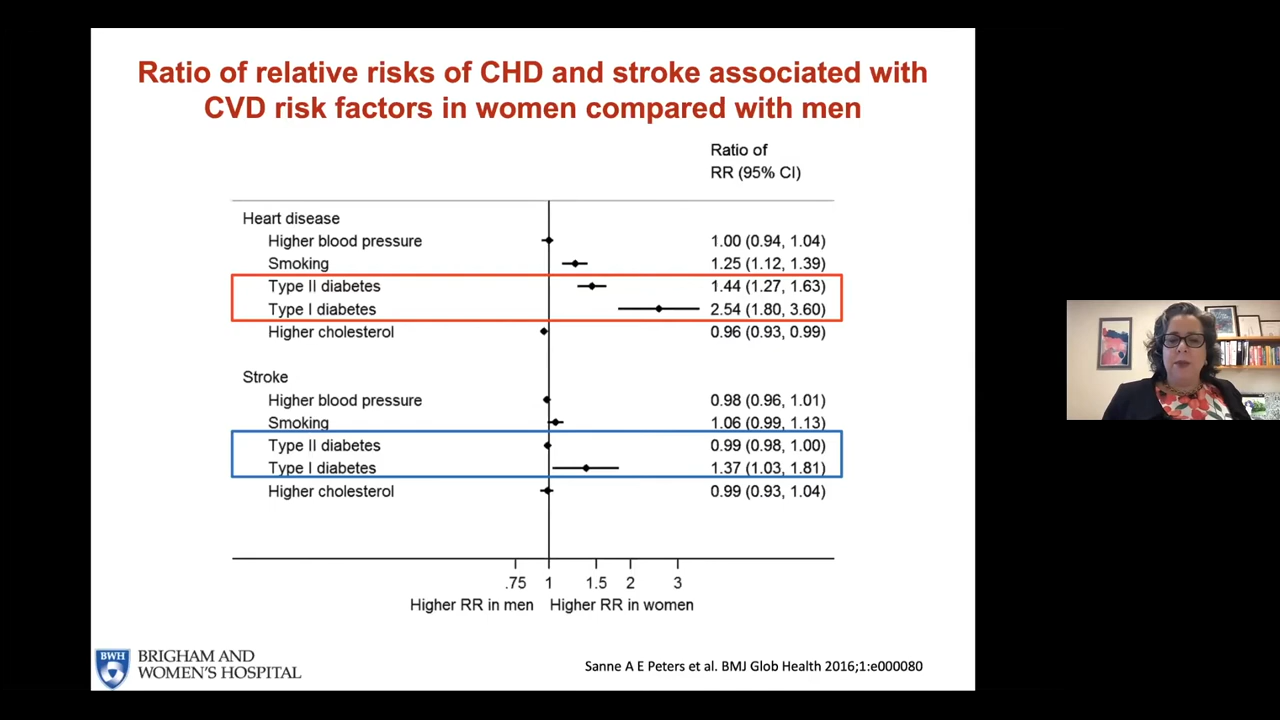 Ratio of relative risks of CHD and stroke associated with
CVD risk factors in women compared with men
Ratio of
RR (95% CI)
Heart disease
Higher blood pressure 1.00 (0.94, 1.04)
Smoking 1.25 (1.12, 1.39)
Type II diabetes 1.44 (1.27, 1.63)
Type I diabetes 2.54 (1.80, 3.60)
Higher cholesterol 0.96 (0.93, 0.99)
Stroke
Higher blood pressure 0.98 (0.96, 1.01)
Smoking 1.06 (0.99, 1.13)
Type II diabetes 0.99 (0.98, 1.00)
Type I diabetes 1.37 (1.03, 1.81)
Higher cholesterol 0.99 (0.93, 1.04)
.75 1 1.5 2 3
Higher RR in men Higher RR in women
BWH
BRIGHAM AND
WOMEN'S HOSPITAL
Sanne A E Peters et al. BMJ Glob Health 2016;1:e000080